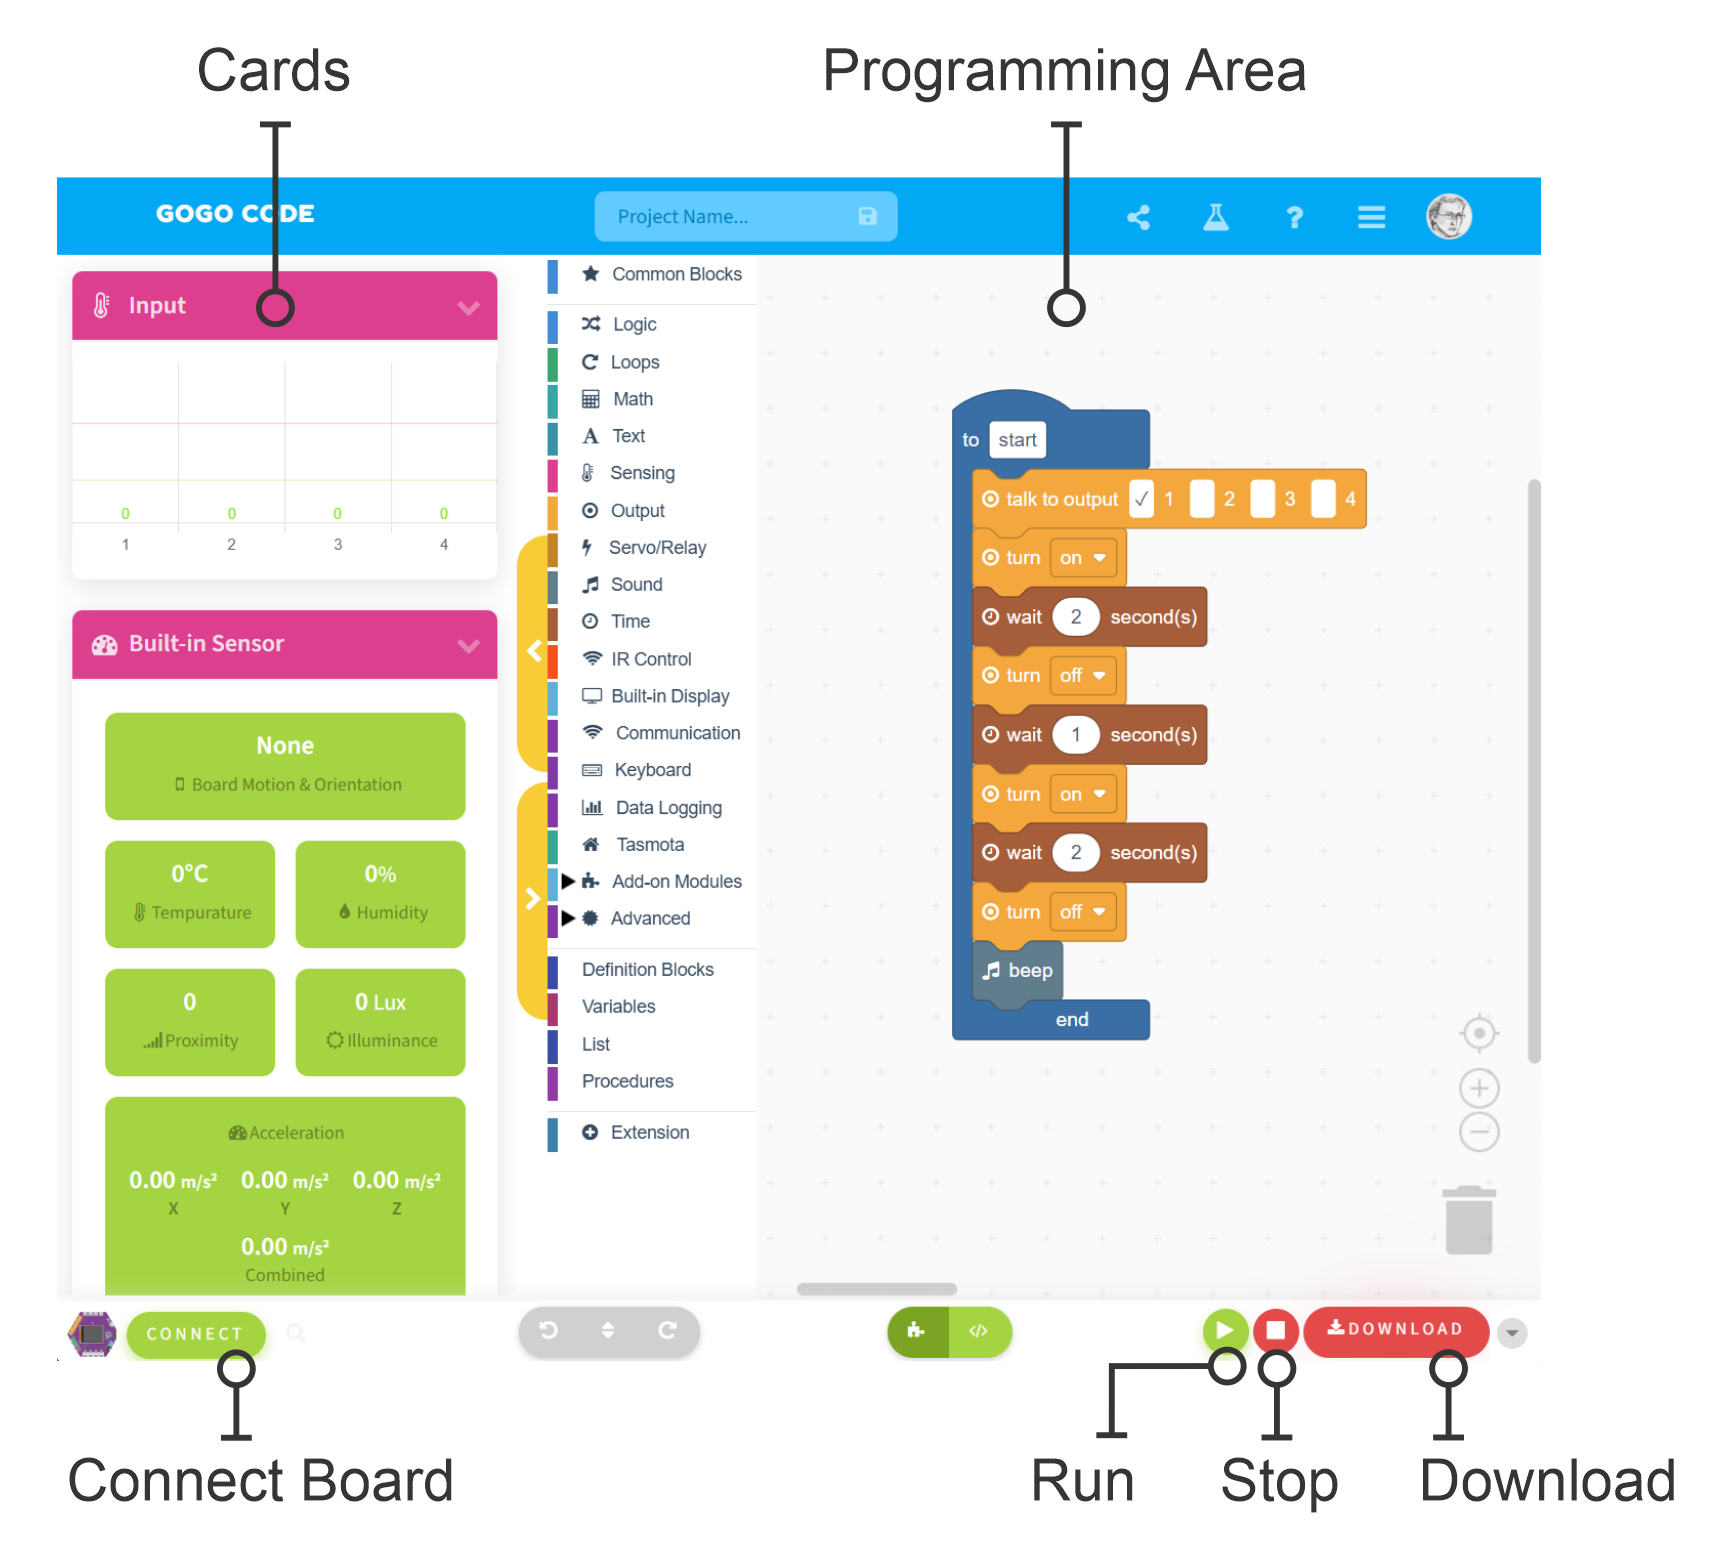 Cards
Programming Area
GOGO CODE
Project Name...
Input
0 0 0 0
1 2 3 4
Built-in Sensor
None
Board Motion & Orientation
0°C
Tempurature
0%
Humidity
0
Proximity
0 Lux
Illuminance
Acceleration
0.00 m/s² 0.00 m/s² 0.00 m/s²
X Y Z
0.00 m/s²
Combined
Common Blocks
Logic
Loops
Math
Text
Sensing
Output
Servo/Relay
Sound
Time
IR Control
Built-in Display
Communication
Keyboard
Data Logging
Tasmota
Add-on Modules
Advanced
Definition Blocks
Variables
List
Procedures
Extension
to start
talk to output ✓ 1 2 3 4
turn on
wait 2 second(s)
turn off
wait 1 second(s)
turn on
wait 2 second(s)
turn off
beep
end
CONNECT
DOWNLOAD
Connect Board
Run
Stop
Download